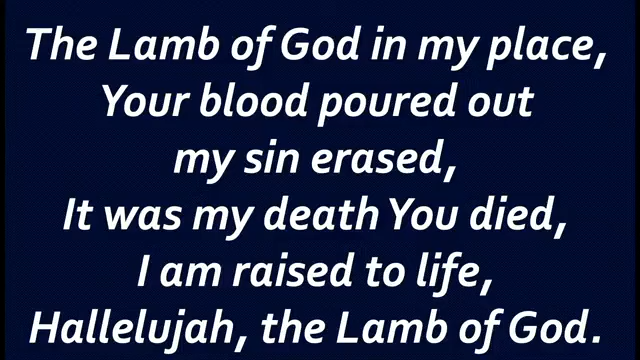 The Lamb of God in my place,
Your blood poured out
my sin erased,
It was my death You died,
I am raised to life,
Hallelujah, the Lamb of God.